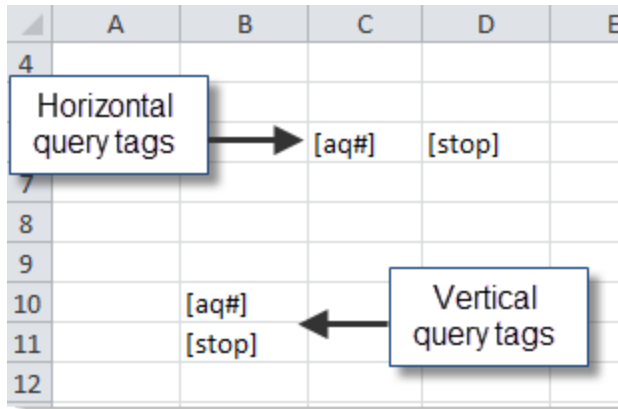 A B C D E
4
Horizontal
query tags
[aq#] [stop]
7
8
9
10 [aq#]
Vertical
11 [stop]
query tags
12